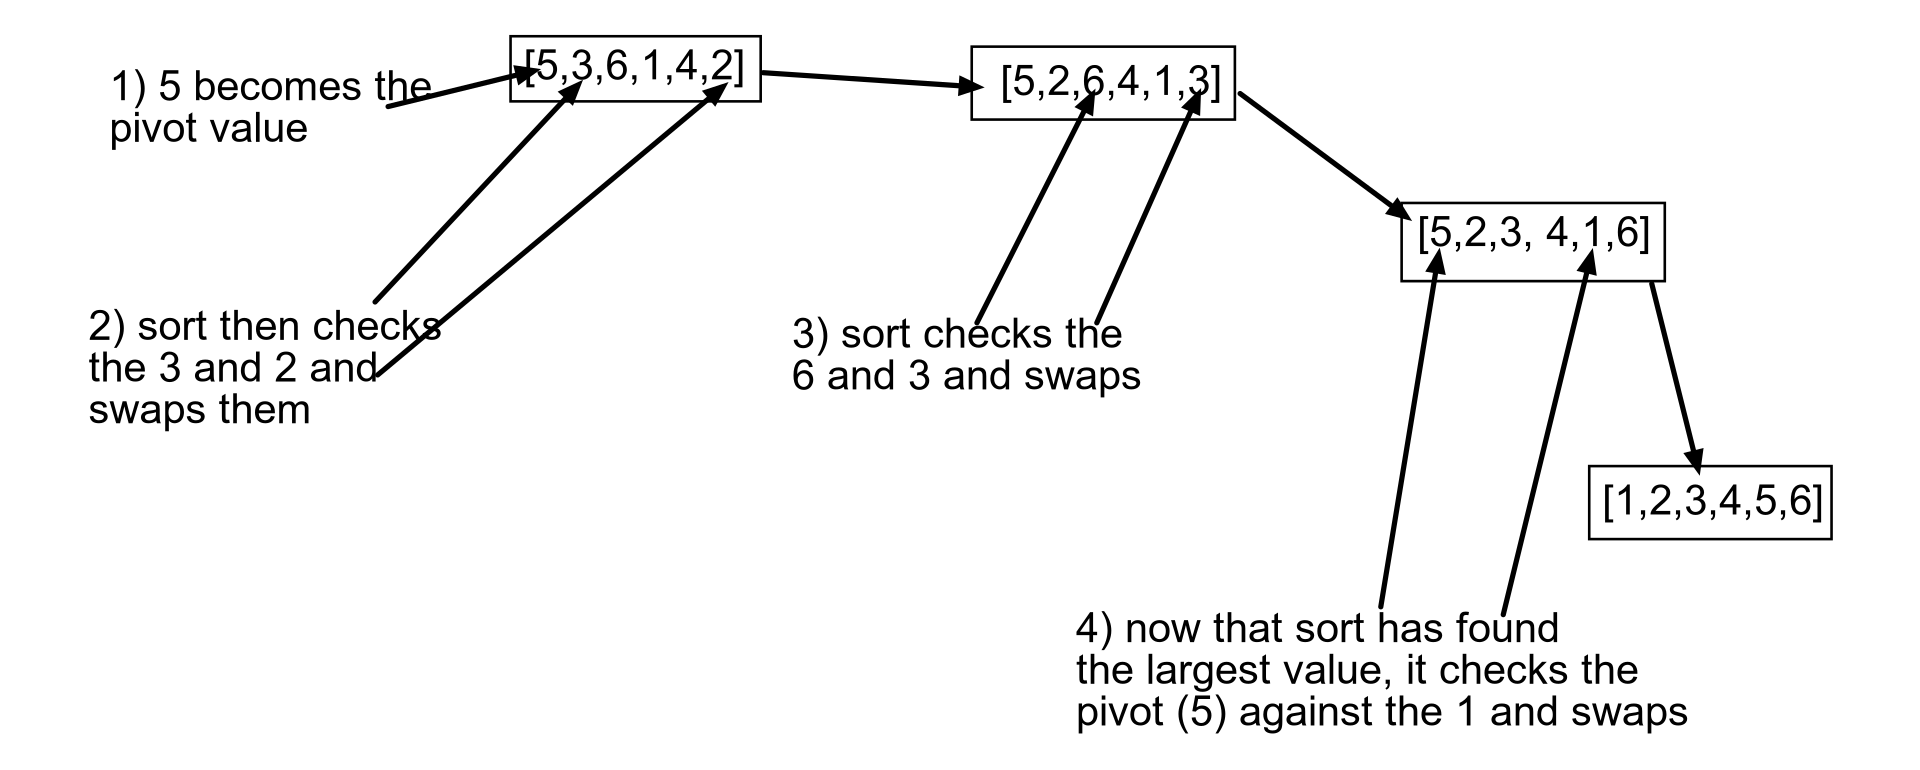 1) 5 becomes the
pivot value
[5,3,6,1,4,2]
[5,2,6,4,1,3]
[5,2,3, 4,1,6]
2) sort then checks
the 3 and 2 and
swaps them
3) sort checks the
6 and 3 and swaps
[1,2,3,4,5,6]
4) now that sort has found
the largest value, it checks the
pivot (5) against the 1 and swaps